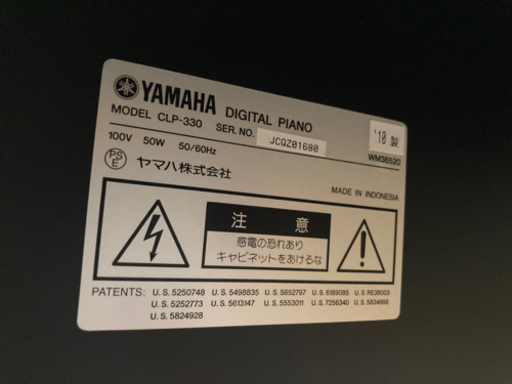 YAMAHA DIGITAL PIANO
MODEL CLP-330 SER. NO. JCQZ01680 '10 製
100V 50W 50/60Hz WM36520
PSE ヤマハ株式会社
MADE IN INDONESIA
注 意
感電の恐れあり
キャビネットをあけるな
PATENTS: U.S. 5250748 U.S. 5498835 U.S. 5652797 U.S. 6189085 U.S. RE38003
U.S. 5252773 U.S. 5613147 U.S. 5553011 U.S. 7256340 U.S. 5834658
U.S. 5824928